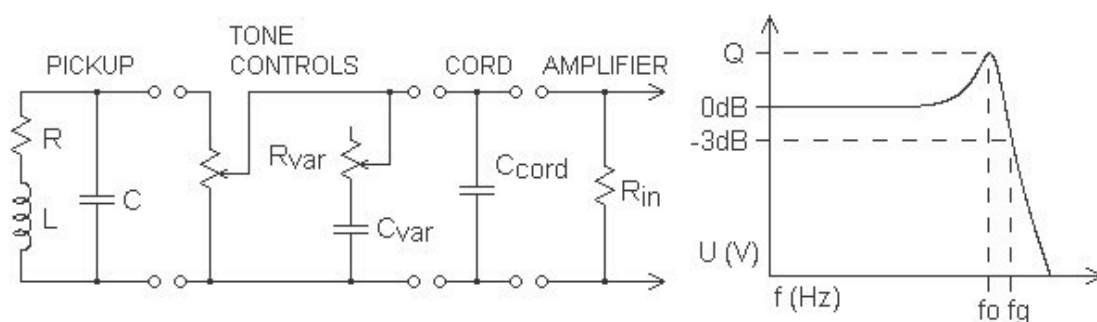 TONE
PICKUP CONTROLS CORD AMPLIFIER
R
L
C
Rvar
Cvar
Ccord
Rin
Q
0dB
-3dB
U (V)
f (Hz)
fo fg